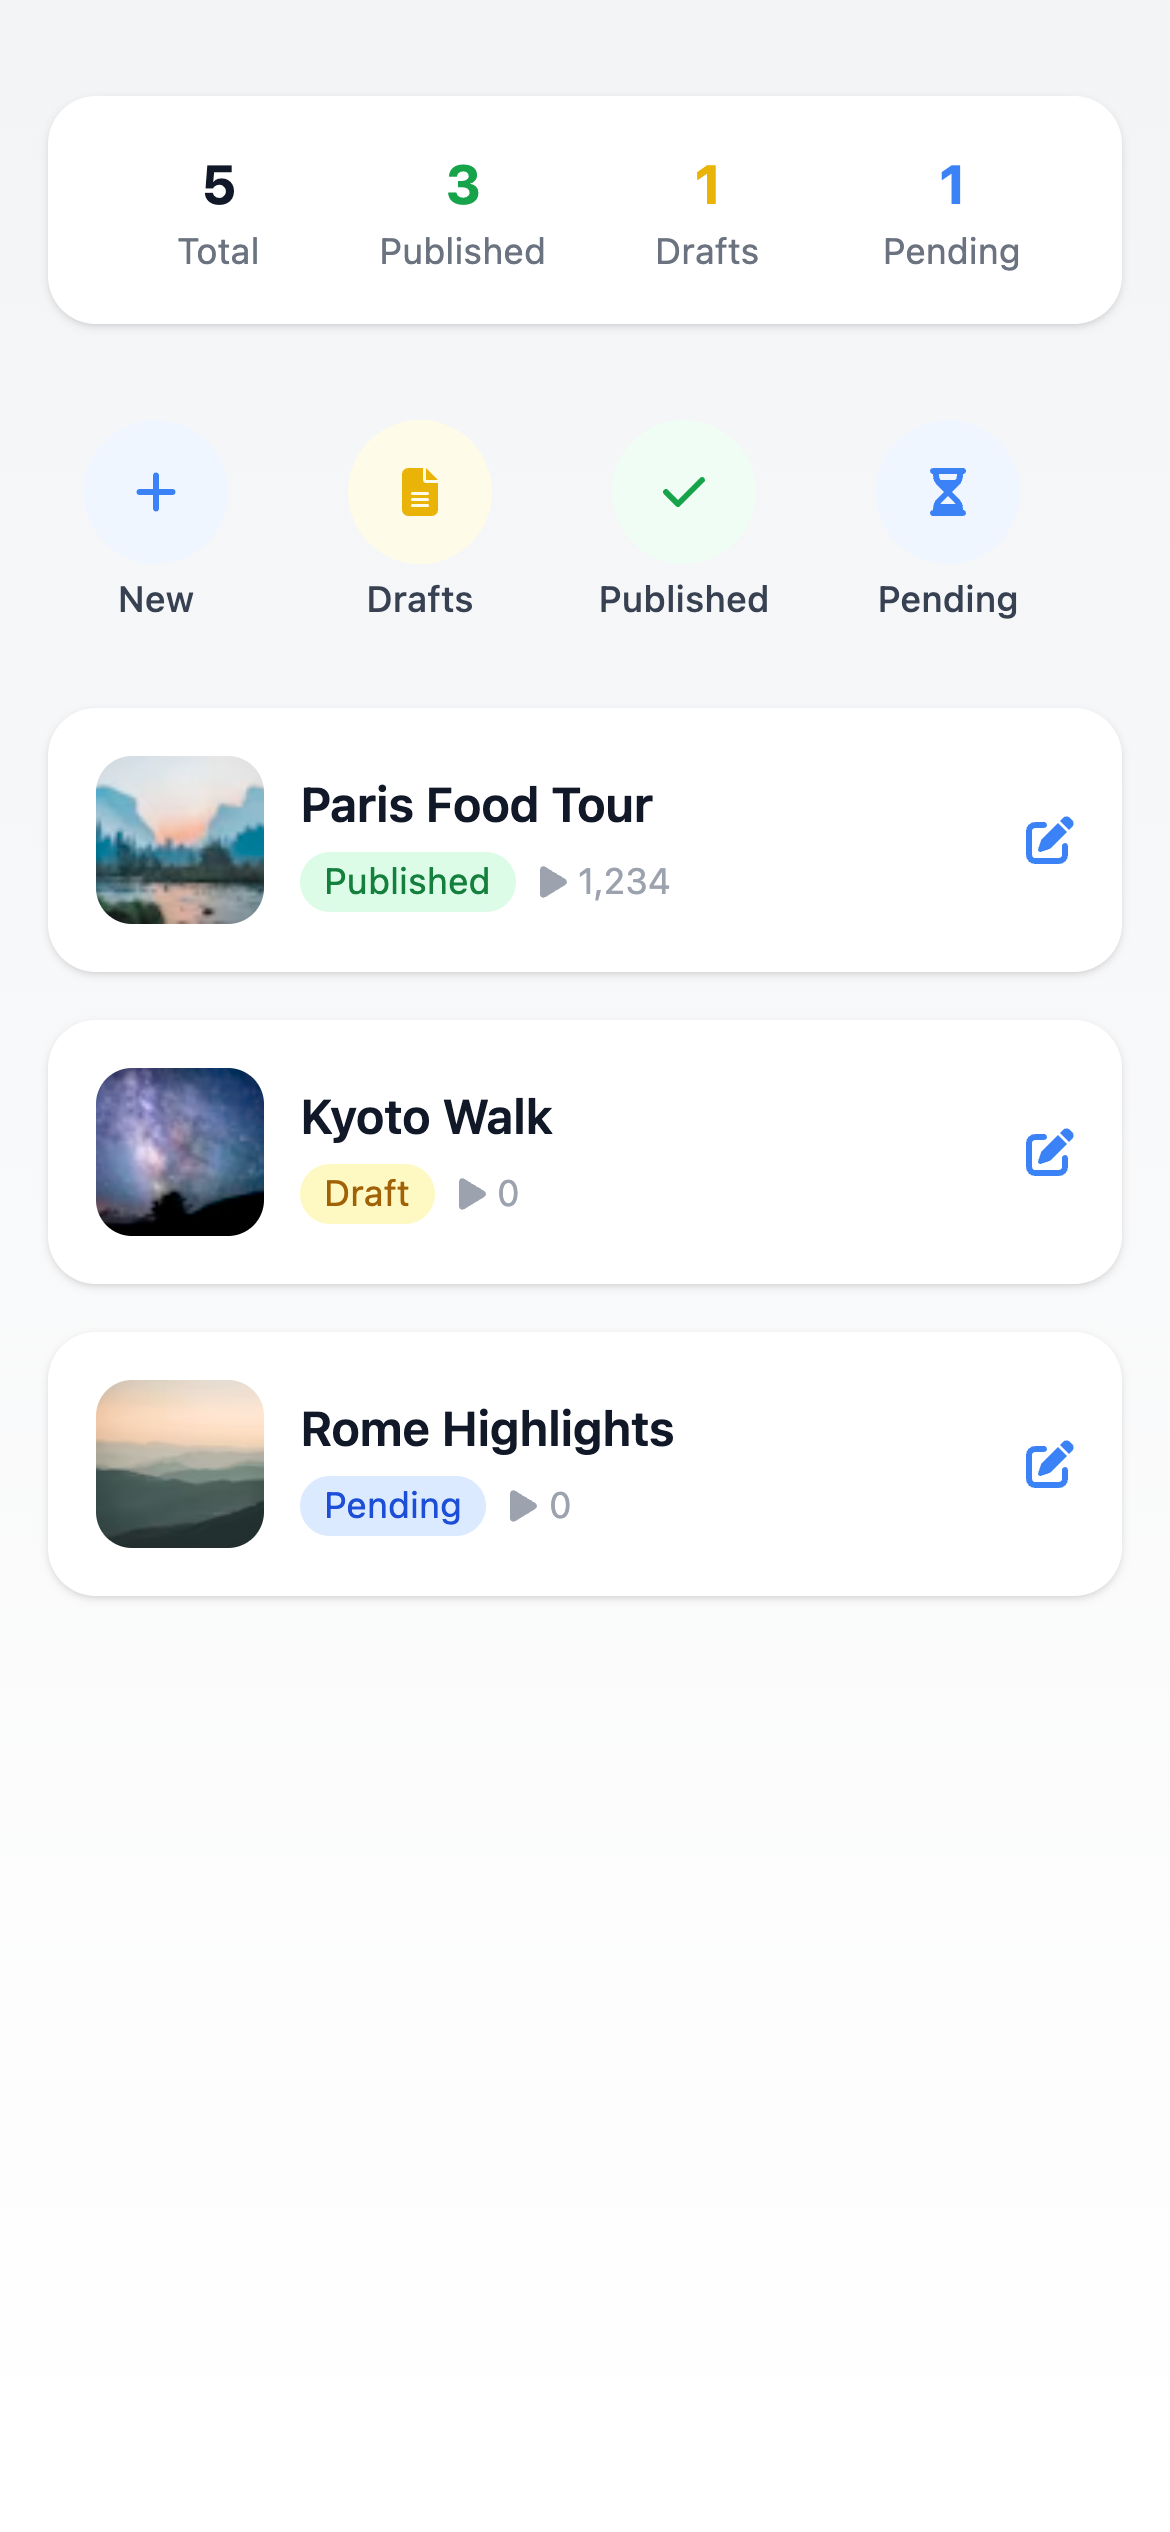 5 3 1 1
Total Published Drafts Pending
New Drafts Published Pending
Paris Food Tour
Published 1,234
Kyoto Walk
Draft 0
Rome Highlights
Pending 0